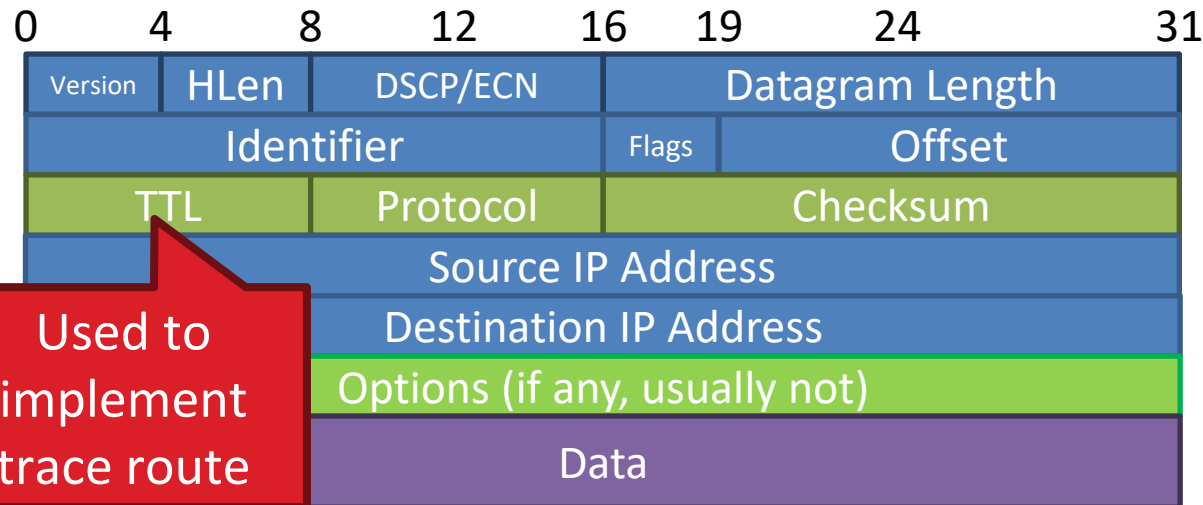 0 4 8 12 16 19 24 31
Version HLen DSCP/ECN Datagram Length
Identifier Flags Offset
TTL Protocol Checksum
Source IP Address
Destination IP Address
Options (if any, usually not)
Data
Used to
implement
trace route